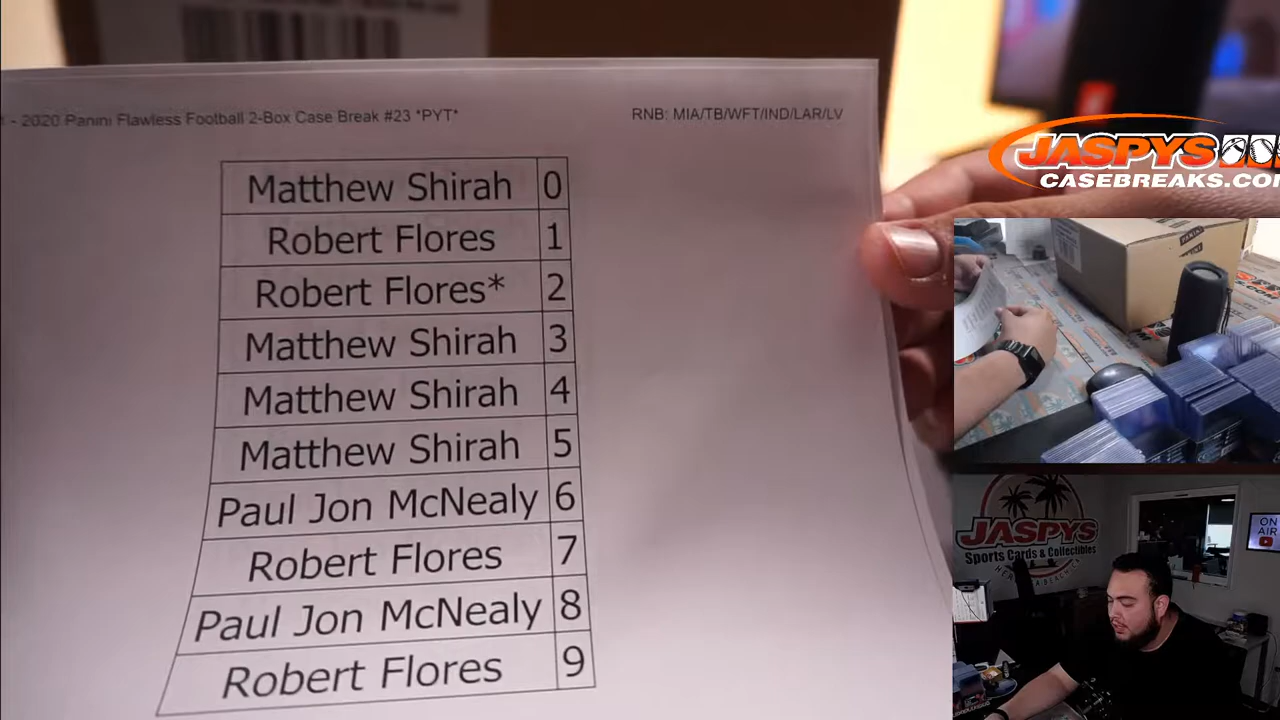 - 2020 Panini Flawless Football 2-Box Case Break #23 *PYT*
RNB: MIA/TB/WFT/IND/LAR/LV
Matthew Shirah 0
Robert Flores 1
Robert Flores* 2
Matthew Shirah 3
Matthew Shirah 4
Matthew Shirah 5
Paul Jon McNealy 6
Robert Flores 7
Paul Jon McNealy 8
Robert Flores 9
JASPYS
CASEBREAKS.COM
PANINI
JASPYS
Sports Cards & Collectibles
ON
AIR